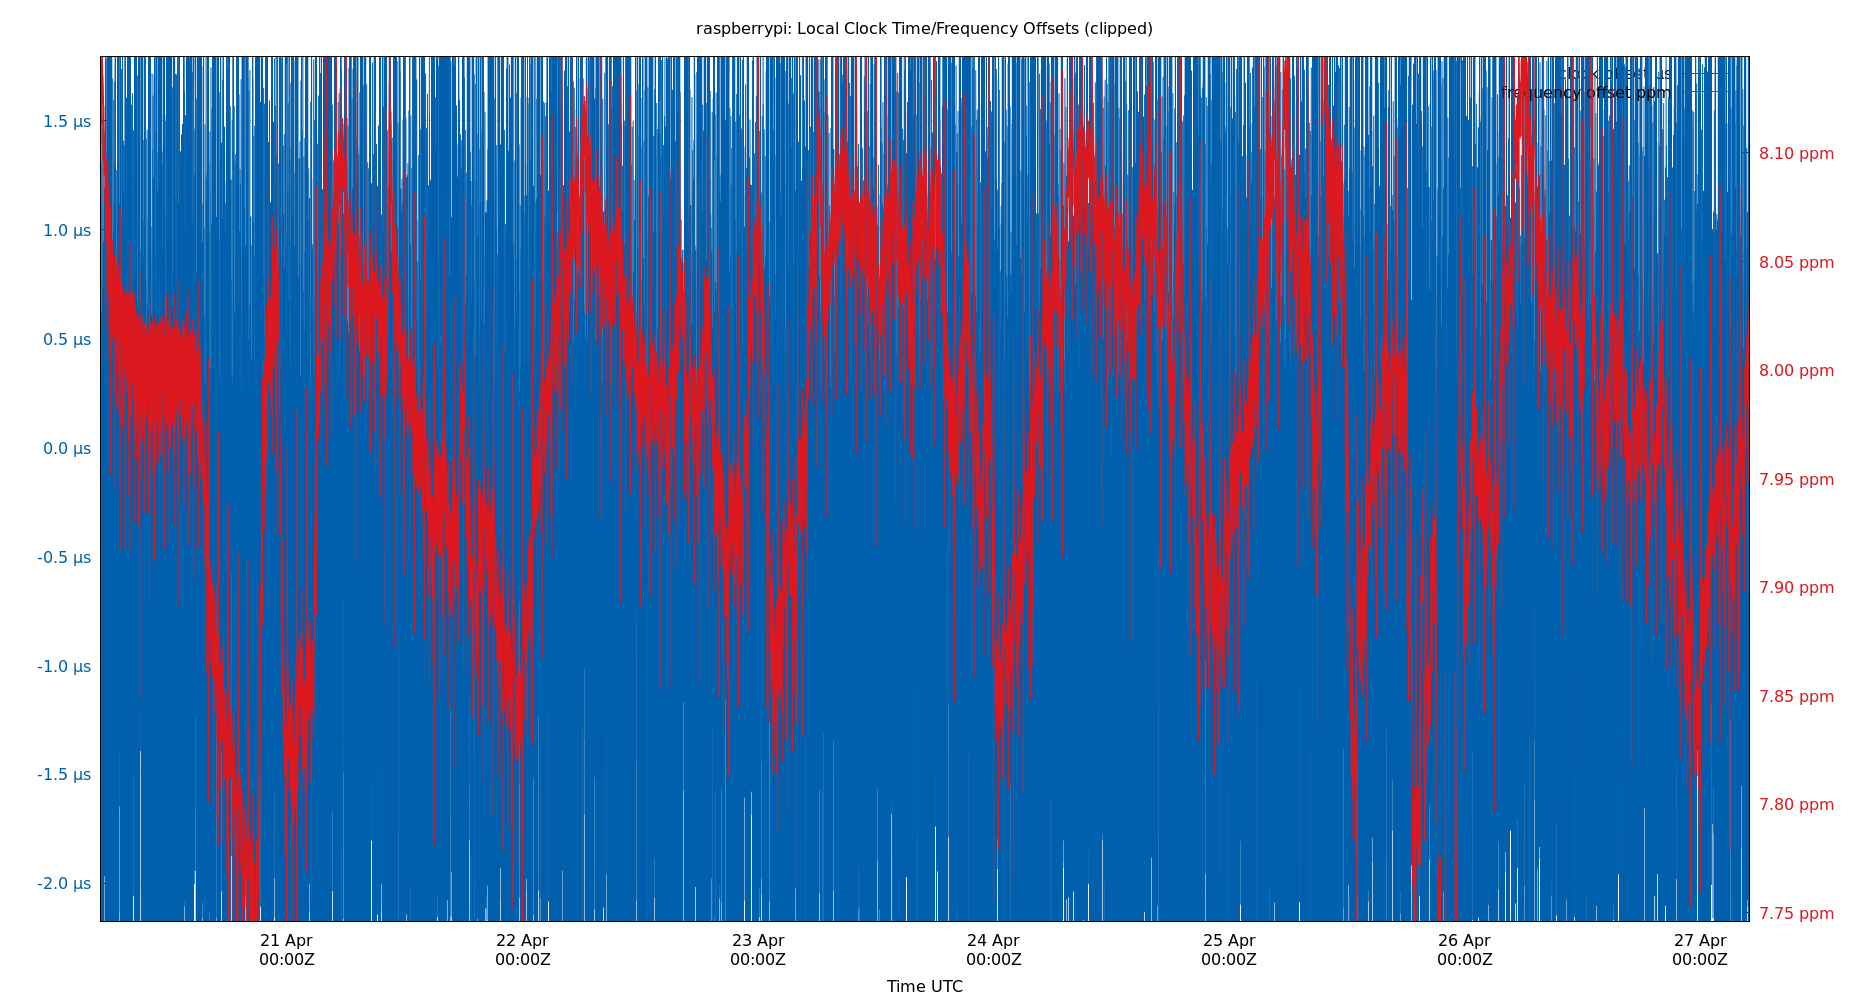 raspberrypi: Local Clock Time/Frequency Offsets (clipped)
clock offset µs
frequency offset ppm
1.5 µs
1.0 µs
0.5 µs
0.0 µs
-0.5 µs
-1.0 µs
-1.5 µs
-2.0 µs
8.10 ppm
8.05 ppm
8.00 ppm
7.95 ppm
7.90 ppm
7.85 ppm
7.80 ppm
7.75 ppm
21 Apr
00:00Z
22 Apr
00:00Z
23 Apr
00:00Z
24 Apr
00:00Z
25 Apr
00:00Z
26 Apr
00:00Z
27 Apr
00:00Z
Time UTC